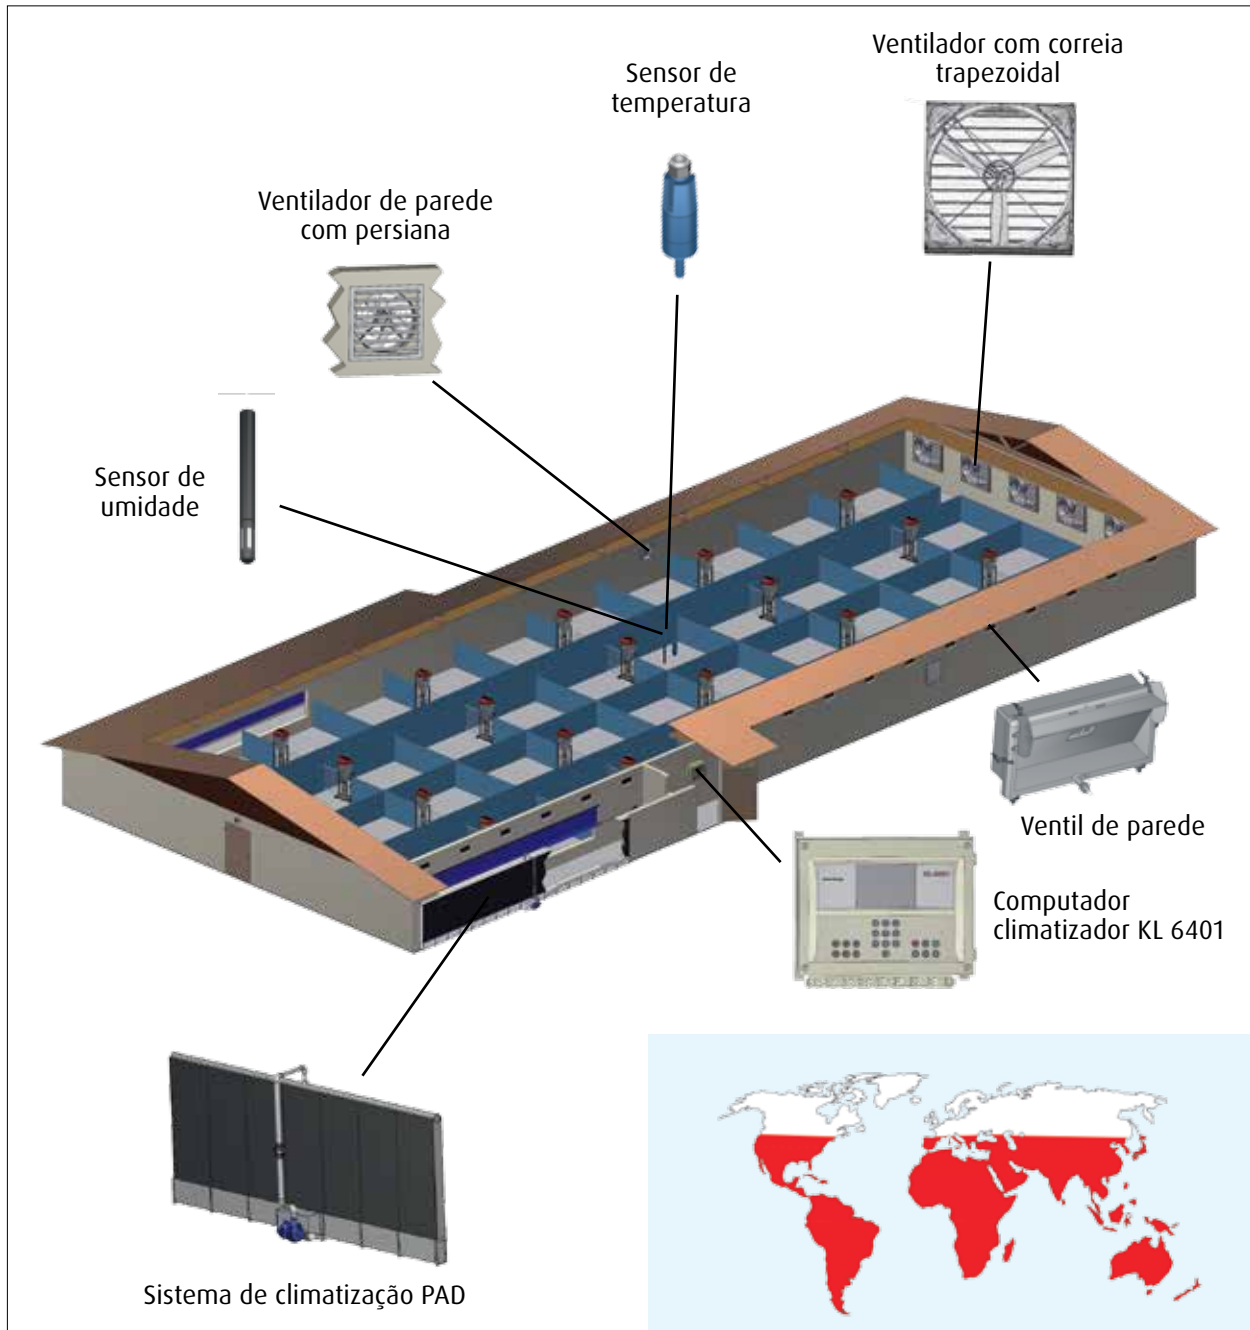 Ventilador com correia
trapezoidal
Sensor de
temperatura
Ventilador de parede
com persiana
Sensor de
umidade
Ventil de parede
Computador
climatizador KL 6401
Sistema de climatização PAD